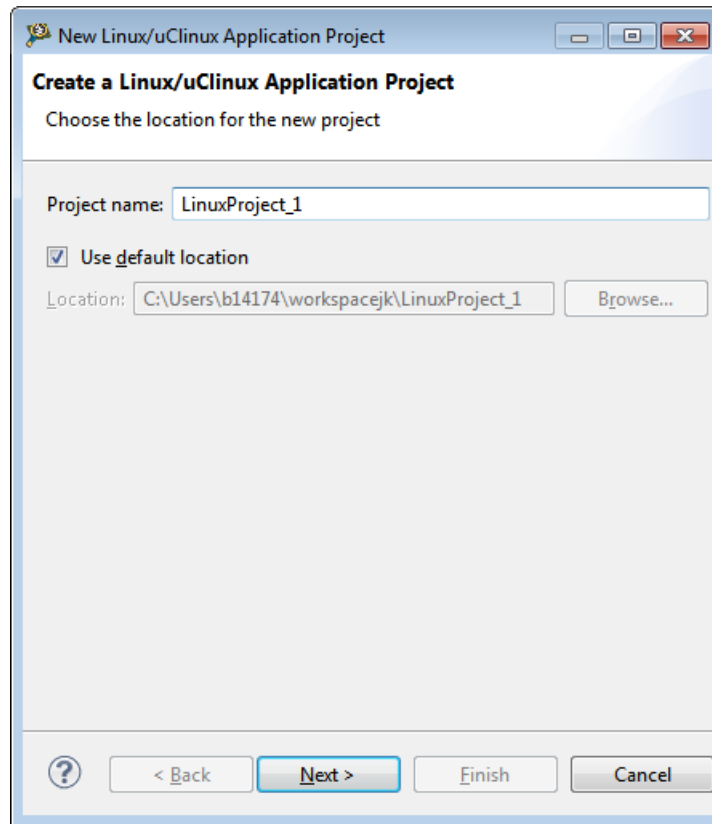 New Linux/uClinux Application Project
Create a Linux/uClinux Application Project
Choose the location for the new project
Project name: LinuxProject_1
Use default location
Location: C:\Users\b14174\workspacejk\LinuxProject_1 Browse...
? < Back Next > Finish Cancel